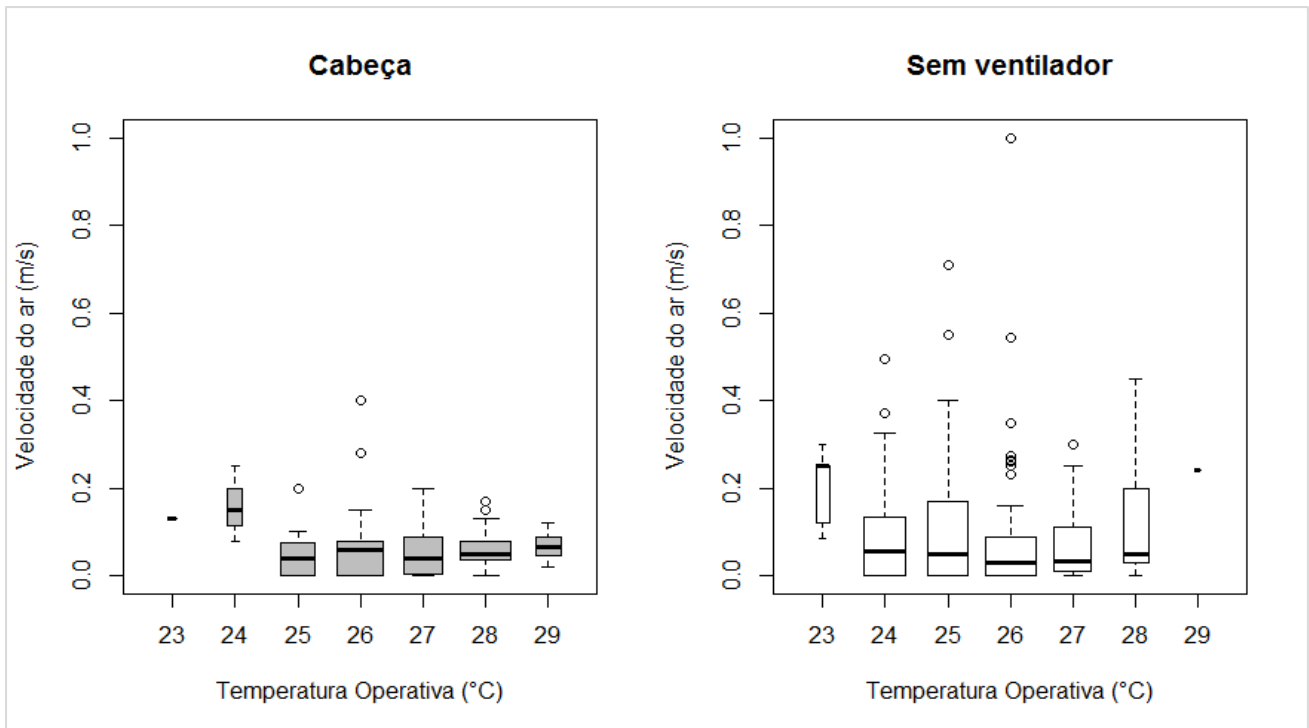 Cabeça
Velocidade do ar (m/s)
1.0
0.8
0.6
0.4
0.2
0.0
23 24 25 26 27 28 29
Temperatura Operativa (°C)
Sem ventilador
Velocidade do ar (m/s)
1.0
0.8
0.6
0.4
0.2
0.0
23 24 25 26 27 28 29
Temperatura Operativa (°C)